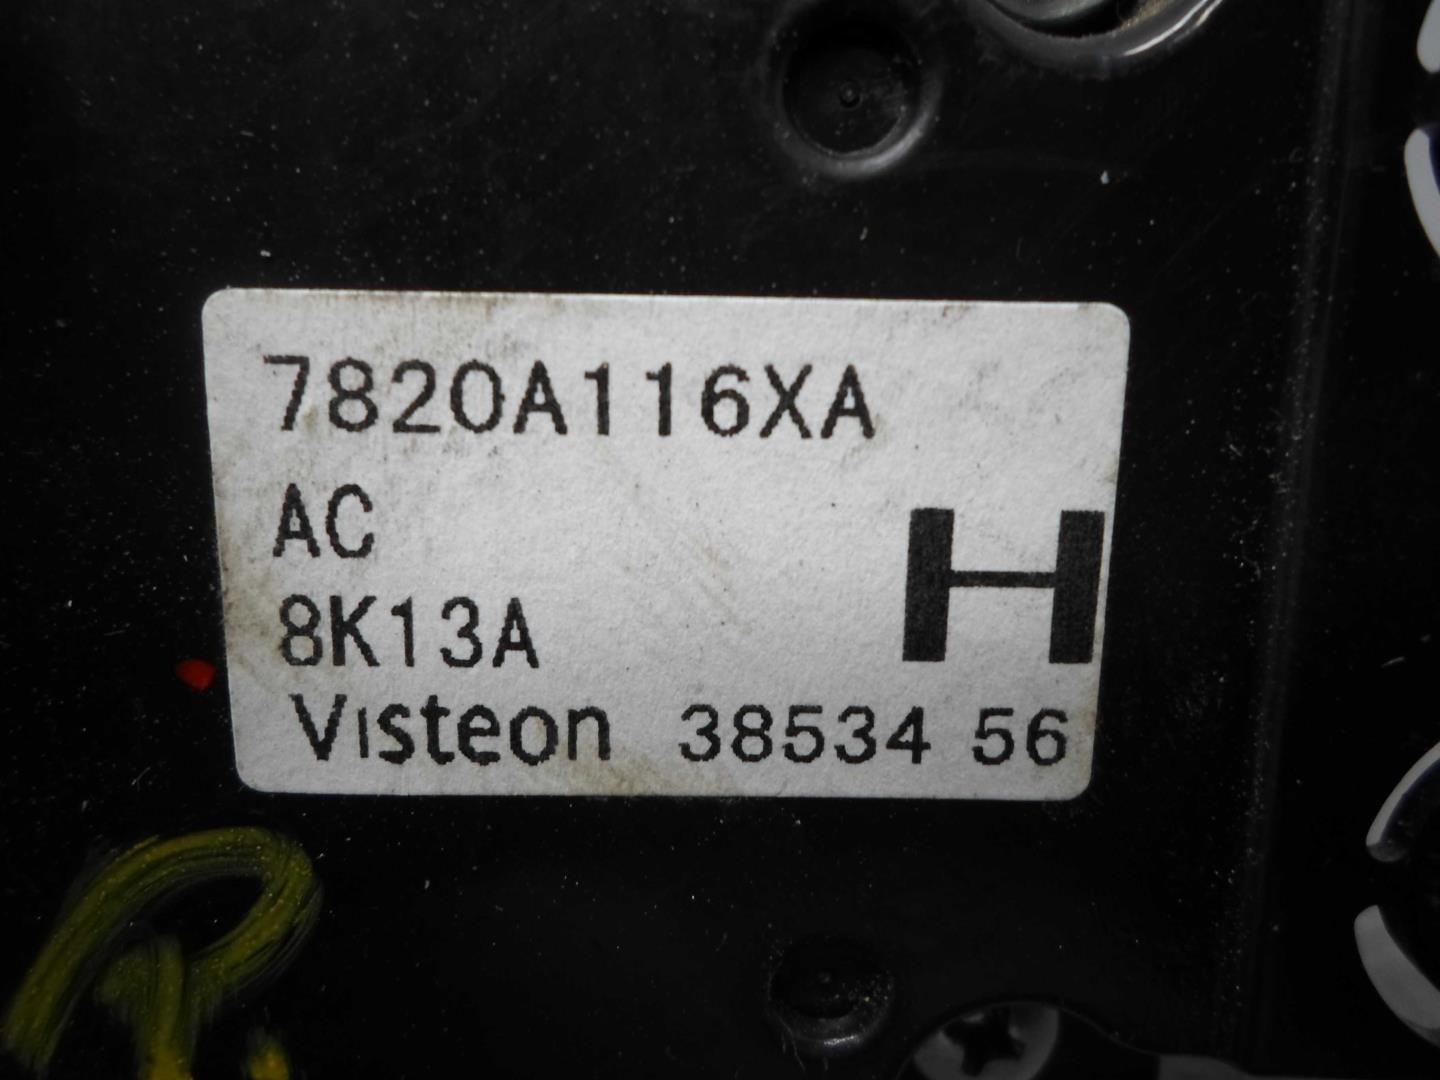 7820A116XA
AC
8K13A
H
Visteon 38534 56